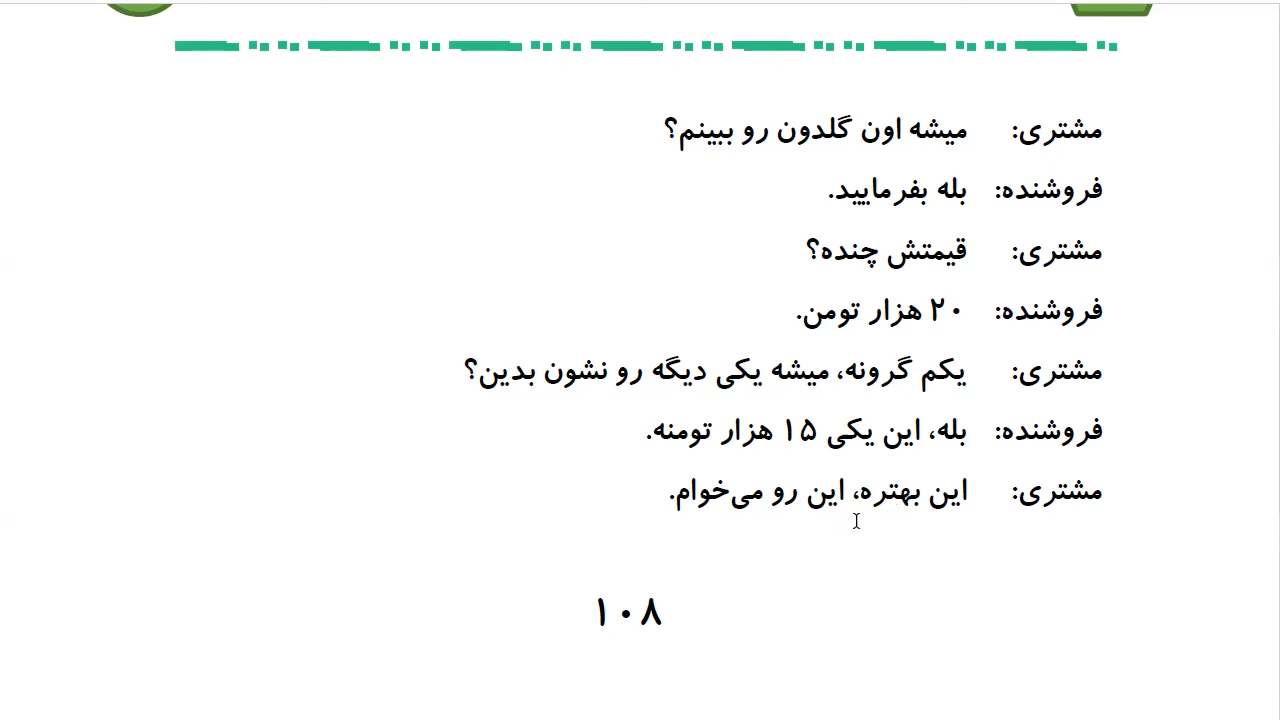 مشتری: میشه اون گلدون رو ببینم؟
فروشنده: بله بفرمایید.
مشتری: قیمتش چنده؟
فروشنده: ۲۰ هزار تومن.
مشتری: یکم گرونه، میشه یکی دیگه رو نشون بدین؟
فروشنده: بله، این یکی ۱۵ هزار تومنه.
مشتری: این بهتره، این رو می‌خوام.
۱۰۸